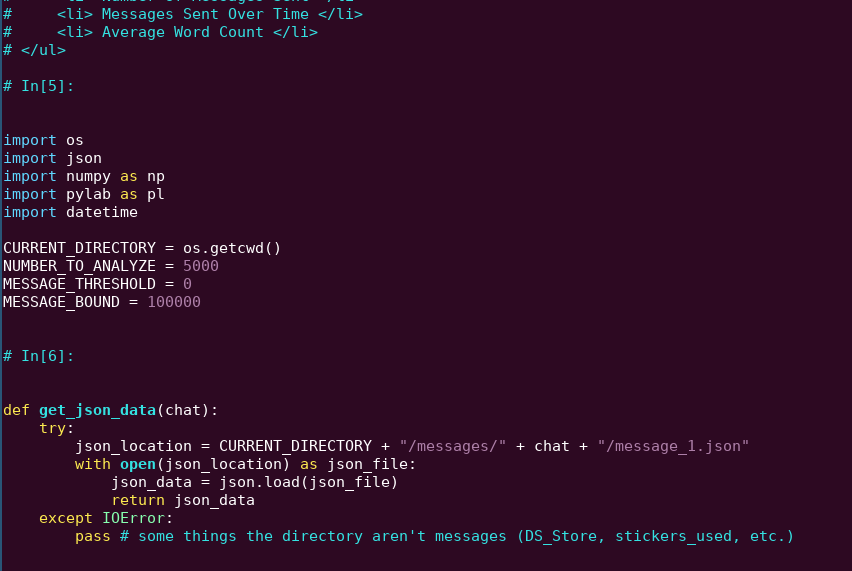 #     <li> Number of Messages Sent </li>
#     <li> Messages Sent Over Time </li>
#     <li> Average Word Count </li>
# </ul>
# In[5]:
import os
import json
import numpy as np
import pylab as pl
import datetime
CURRENT_DIRECTORY = os.getcwd()
NUMBER_TO_ANALYZE = 5000
MESSAGE_THRESHOLD = 0
MESSAGE_BOUND = 100000
# In[6]:
def get_json_data(chat):
    try:
        json_location = CURRENT_DIRECTORY + "/messages/" + chat + "/message_1.json"
        with open(json_location) as json_file:
            json_data = json.load(json_file)
            return json_data
    except IOError:
        pass # some things the directory aren't messages (DS_Store, stickers_used, etc.)